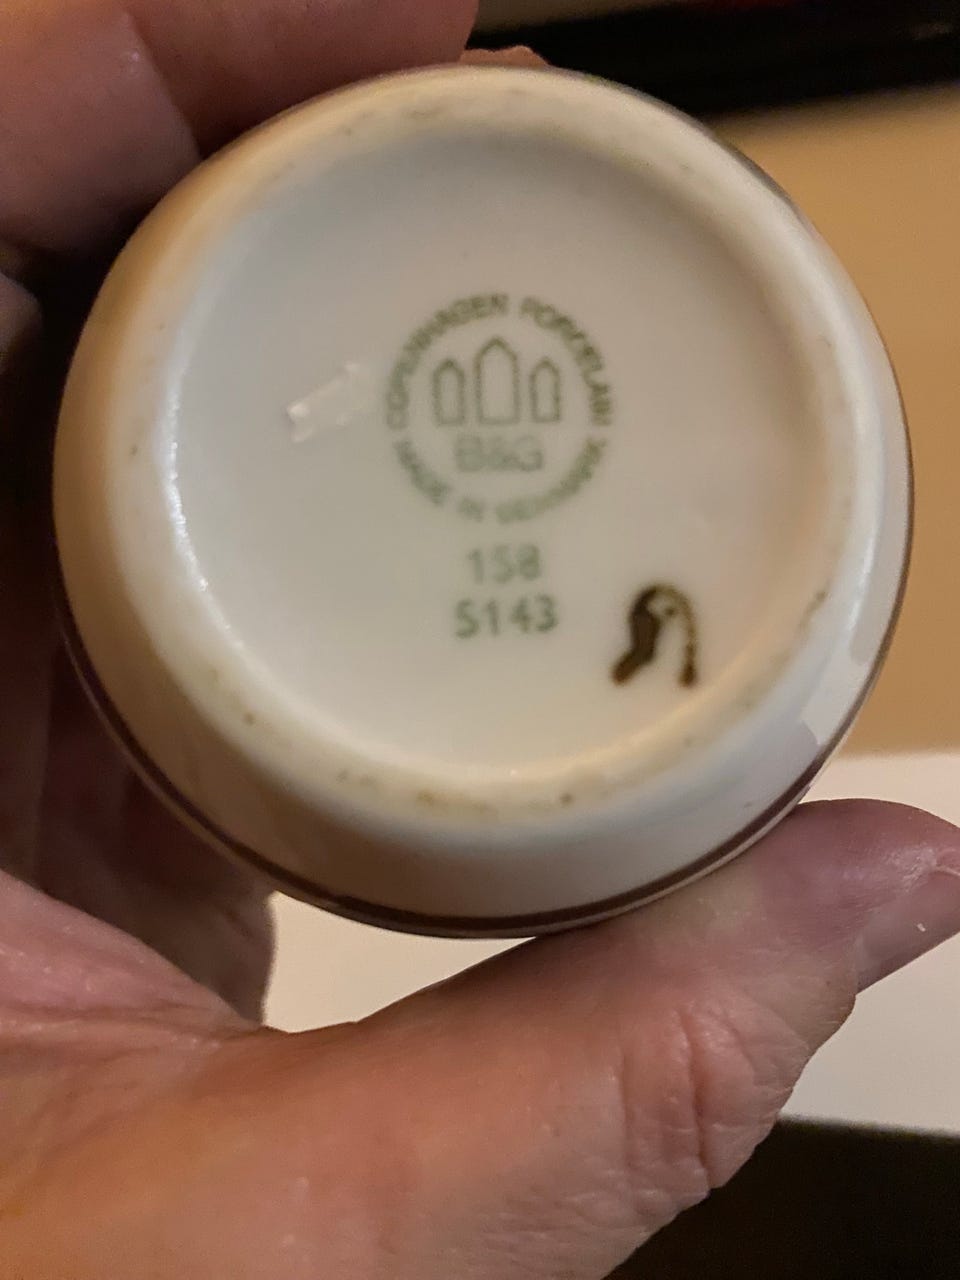 COPENHAGEN PORCELAIN
B&G
MADE IN DENMARK
158
5143